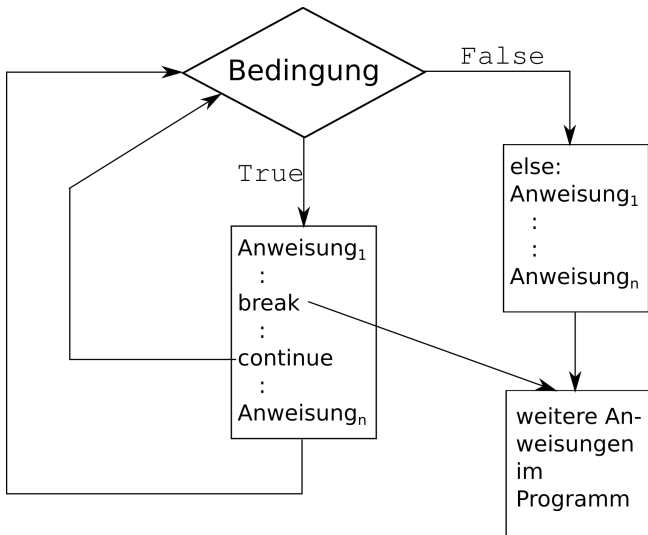 Bedingung
False
True
else:
Anweisung₁
:
:
Anweisungₙ
Anweisung₁
:
break
:
continue
:
Anweisungₙ
weitere An-
weisungen
im
Programm